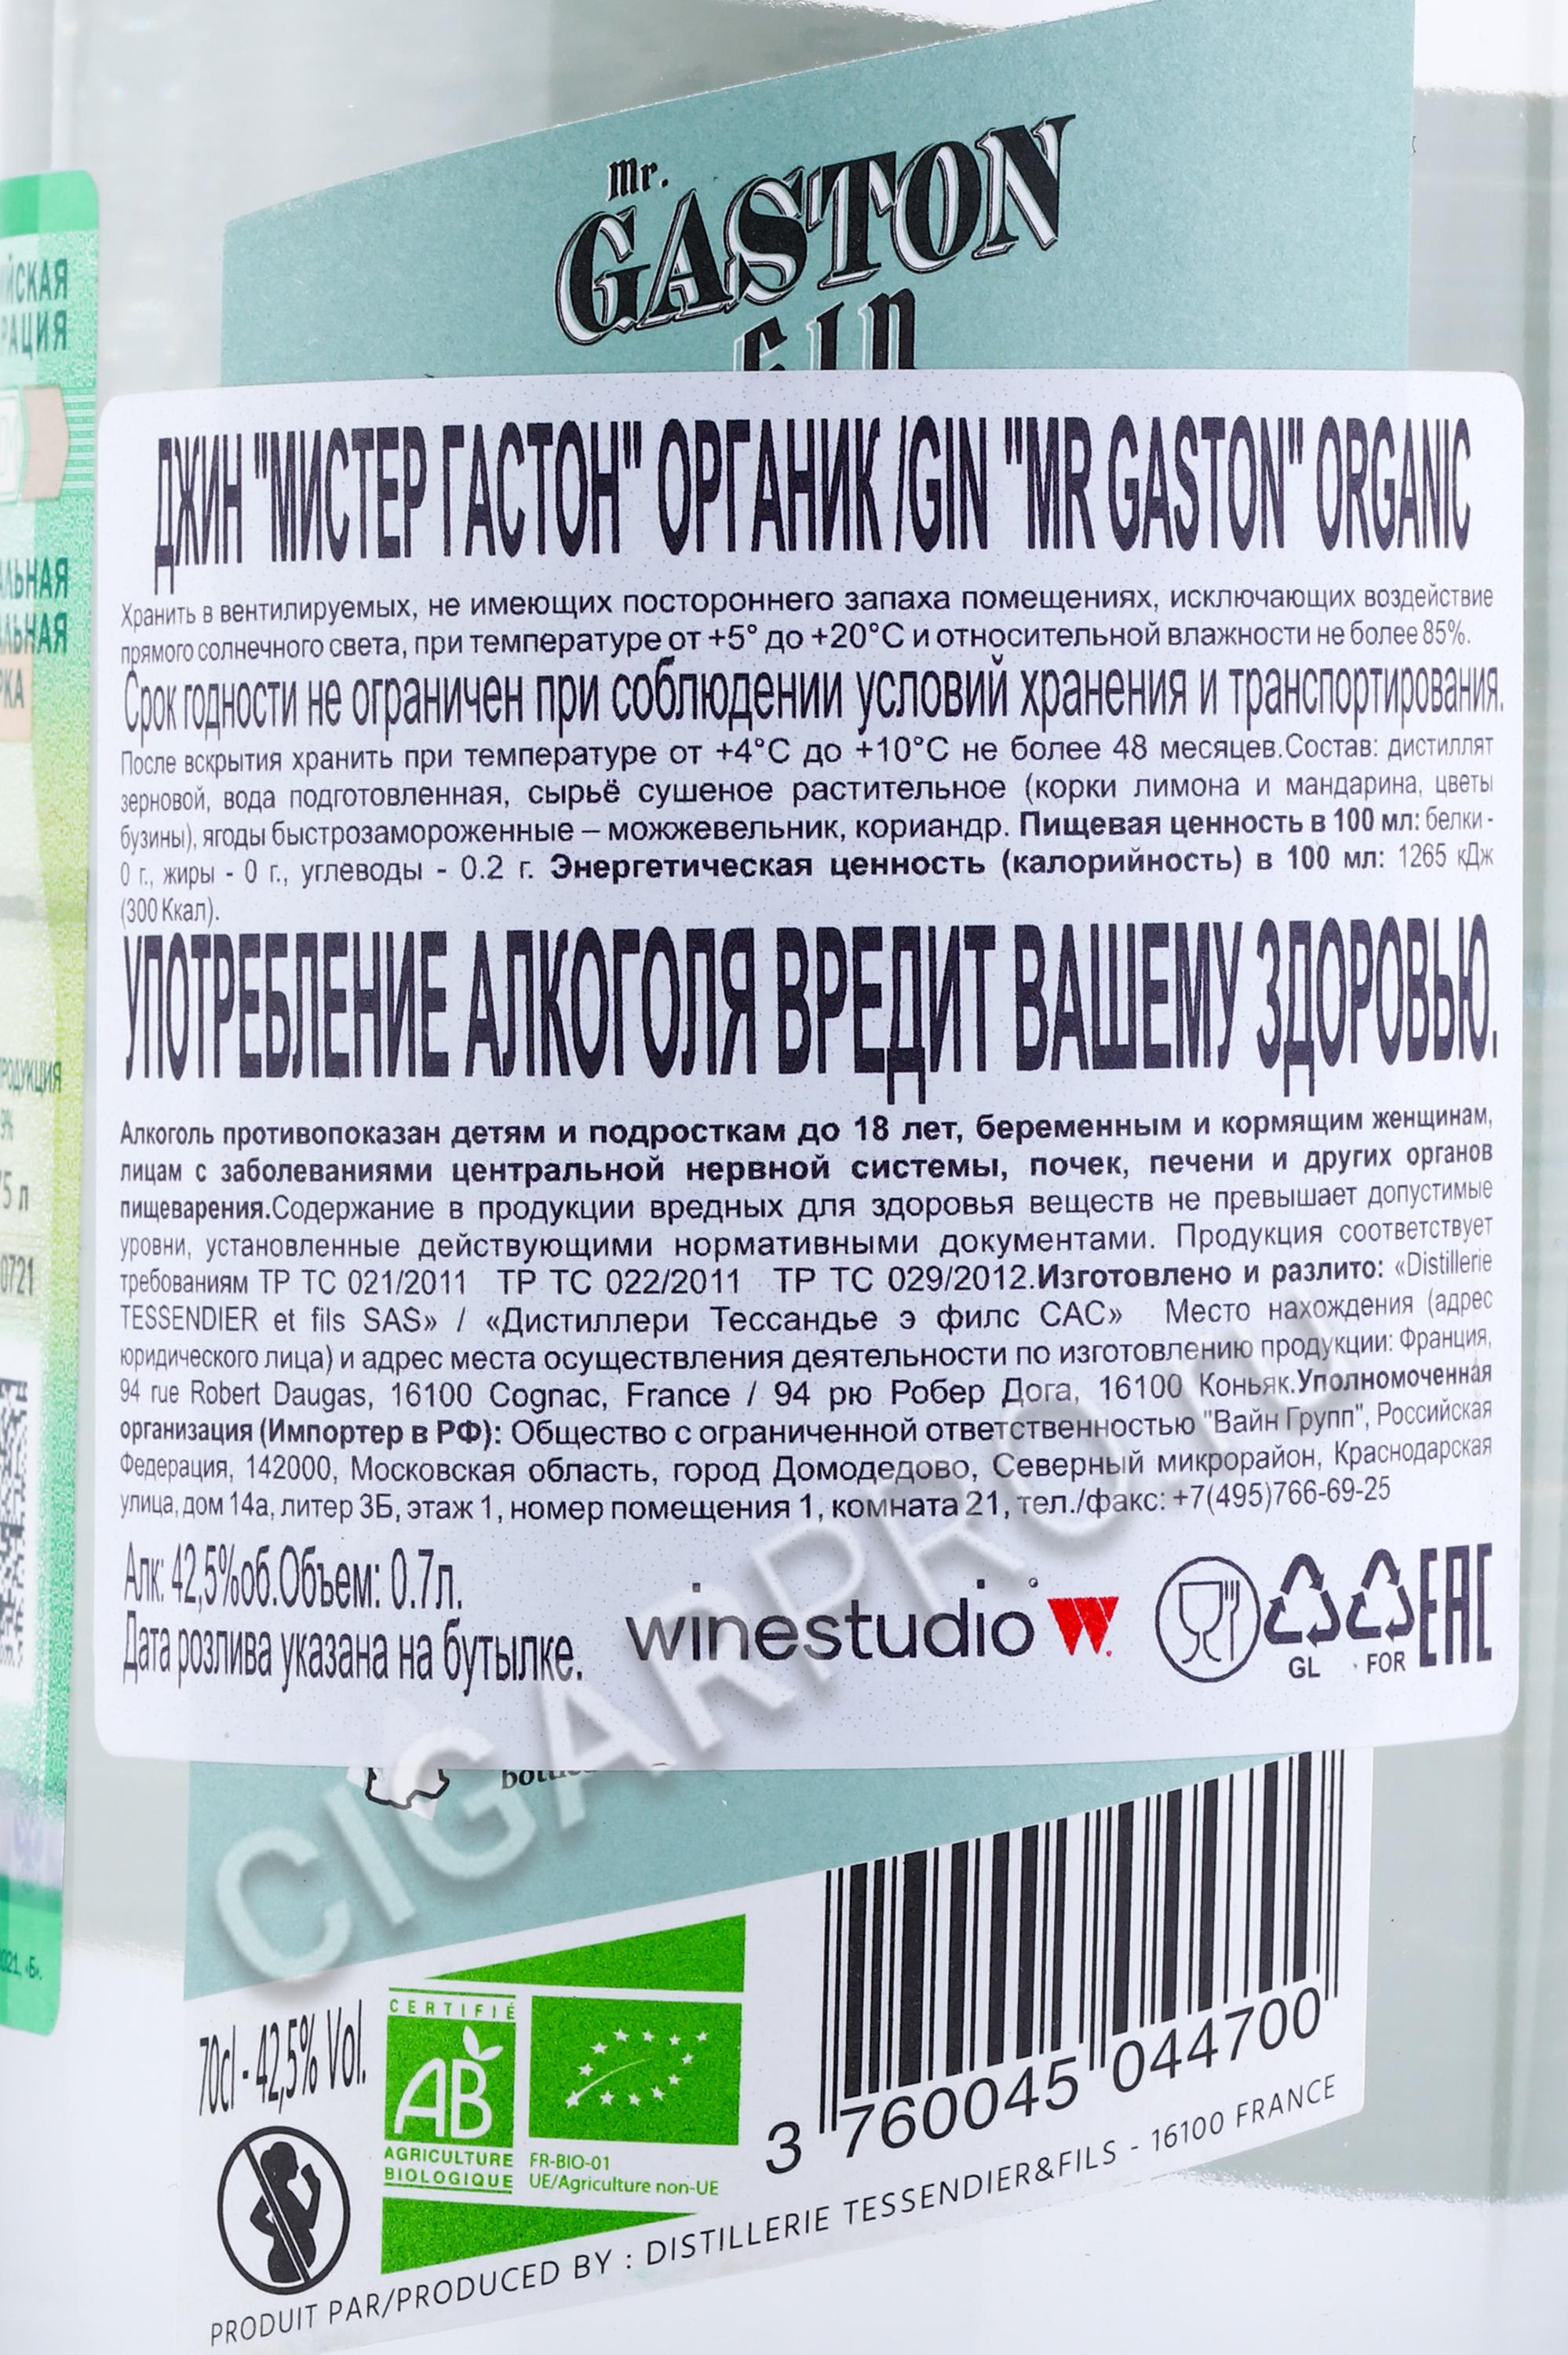 Mr.
GASTON
GIN
ДЖИН "МИСТЕР ГАСТОН" ОРГАНИК /GIN "MR GASTON" ORGANIC
Хранить в вентилируемых, не имеющих постороннего запаха помещениях, исключающих воздействие
прямого солнечного света, при температуре от +5° до +20°С и относительной влажности не более 85%.
Срок годности не ограничен при соблюдении условий хранения и транспортирования.
После вскрытия хранить при температуре от +4°С до +10°С не более 48 месяцев.Состав: дистиллят
зерновой, вода подготовленная, сырьё сушеное растительное (корки лимона и мандарина, цветы
бузины), ягоды быстрозамороженные – можжевельник, кориандр. Пищевая ценность в 100 мл: белки -
0 г., жиры - 0 г., углеводы - 0.2 г. Энергетическая ценность (калорийность) в 100 мл: 1265 кДж
(300 Ккал).
УПОТРЕБЛЕНИЕ АЛКОГОЛЯ ВРЕДИТ ВАШЕМУ ЗДОРОВЬЮ.
Алкоголь противопоказан детям и подросткам до 18 лет, беременным и кормящим женщинам,
лицам с заболеваниями центральной нервной системы, почек, печени и других органов
пищеварения.Содержание в продукции вредных для здоровья веществ не превышает допустимые
уровни, установленные действующими нормативными документами. Продукция соответствует
требованиям ТР ТС 021/2011 ТР ТС 022/2011 ТР ТС 029/2012.Изготовлено и разлито: «Distillerie
TESSENDIER et fils SAS» / «Дистиллери Тессандье э филс САС» Место нахождения (адрес
юридического лица) и адрес места осуществления деятельности по изготовлению продукции: Франция,
94 rue Robert Daugas, 16100 Cognac, France / 94 рю Робер Дога, 16100 Коньяк.Уполномоченная
организация (Импортер в РФ): Общество с ограниченной ответственностью "Вайн Групп", Российская
Федерация, 142000, Московская область, город Домодедово, Северный микрорайон, Краснодарская
улица, дом 14а, литер 3Б, этаж 1, номер помещения 1, комната 21, тел./факс: +7(495)766-69-25
Алк: 42,5%об.Объем: 0.7л.
Дата розлива указана на бутылке.
winestudio
GL
FOR
EAC
CIGARPRO.RU
70cl - 42,5% Vol.
CERTIFIÉ
AB
AGRICULTURE
BIOLOGIQUE
FR-BIO-01
UE/Agriculture non-UE
3 760045 044700
PRODUIT PAR/PRODUCED BY : DISTILLERIE TESSENDIER&FILS - 16100 FRANCE